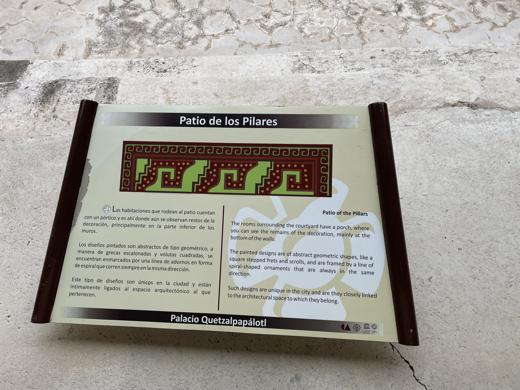 Patio de los Pilares
Las habitaciones que rodean al patio cuentan
con un pórtico y es ahí donde aún se observan restos de la
decoración, principalmente en la parte inferior de los
muros.
Los diseños pintados son abstractos de tipo geométrico, a
manera de grecas escalonadas y volutas cuadradas, se
encuentran enmarcados por una línea de adornos en forma
de espiral que corren siempre en la misma dirección.
Este tipo de diseños son únicos en la ciudad y están
íntimamente ligados al espacio arquitectónico al que
pertenecen.
Patio of the Pillars
The rooms surrounding the courtyard have a porch, where
you can see the remains of the decoration, mainly at the
bottom of the walls.
The painted designs are of abstract geometric shapes, like a
square stepped frets and scrolls, and are framed by a line of
spiral-shaped ornaments that are always in the same
direction.
Such designs are unique in the city and are they closely linked
to the architectural space to which they belong.
Palacio Quetzalpapálotl